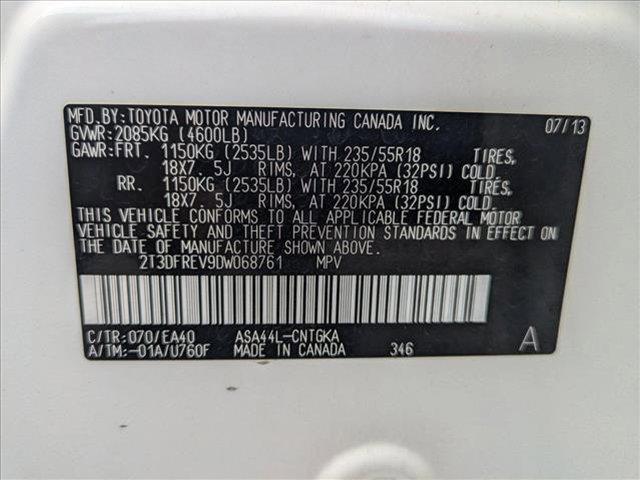 MFD.BY:TOYOTA MOTOR MANUFACTURING CANADA INC. 07/13
GVWR:2085KG (4600LB)
GAWR:FRT. 1150KG (2535LB) WITH 235/55R18 TIRES,
18X7. 5J RIMS, AT 220KPA (32PSI) COLD.
RR. 1150KG (2535LB) WITH 235/55R18 TIRES,
18X7. 5J RIMS, AT 220KPA (32PSI) COLD.
THIS VEHICLE CONFORMS TO ALL APPLICABLE FEDERAL MOTOR
VEHICLE SAFETY AND THEFT PREVENTION STANDARDS IN EFFECT ON
THE DATE OF MANUFACTURE SHOWN ABOVE.
2T3DFREV9DW068761 MPV
C/TR:070/EA40 ASA44L-CNTGKA
A/TM:-01A/U760F MADE IN CANADA 346 A